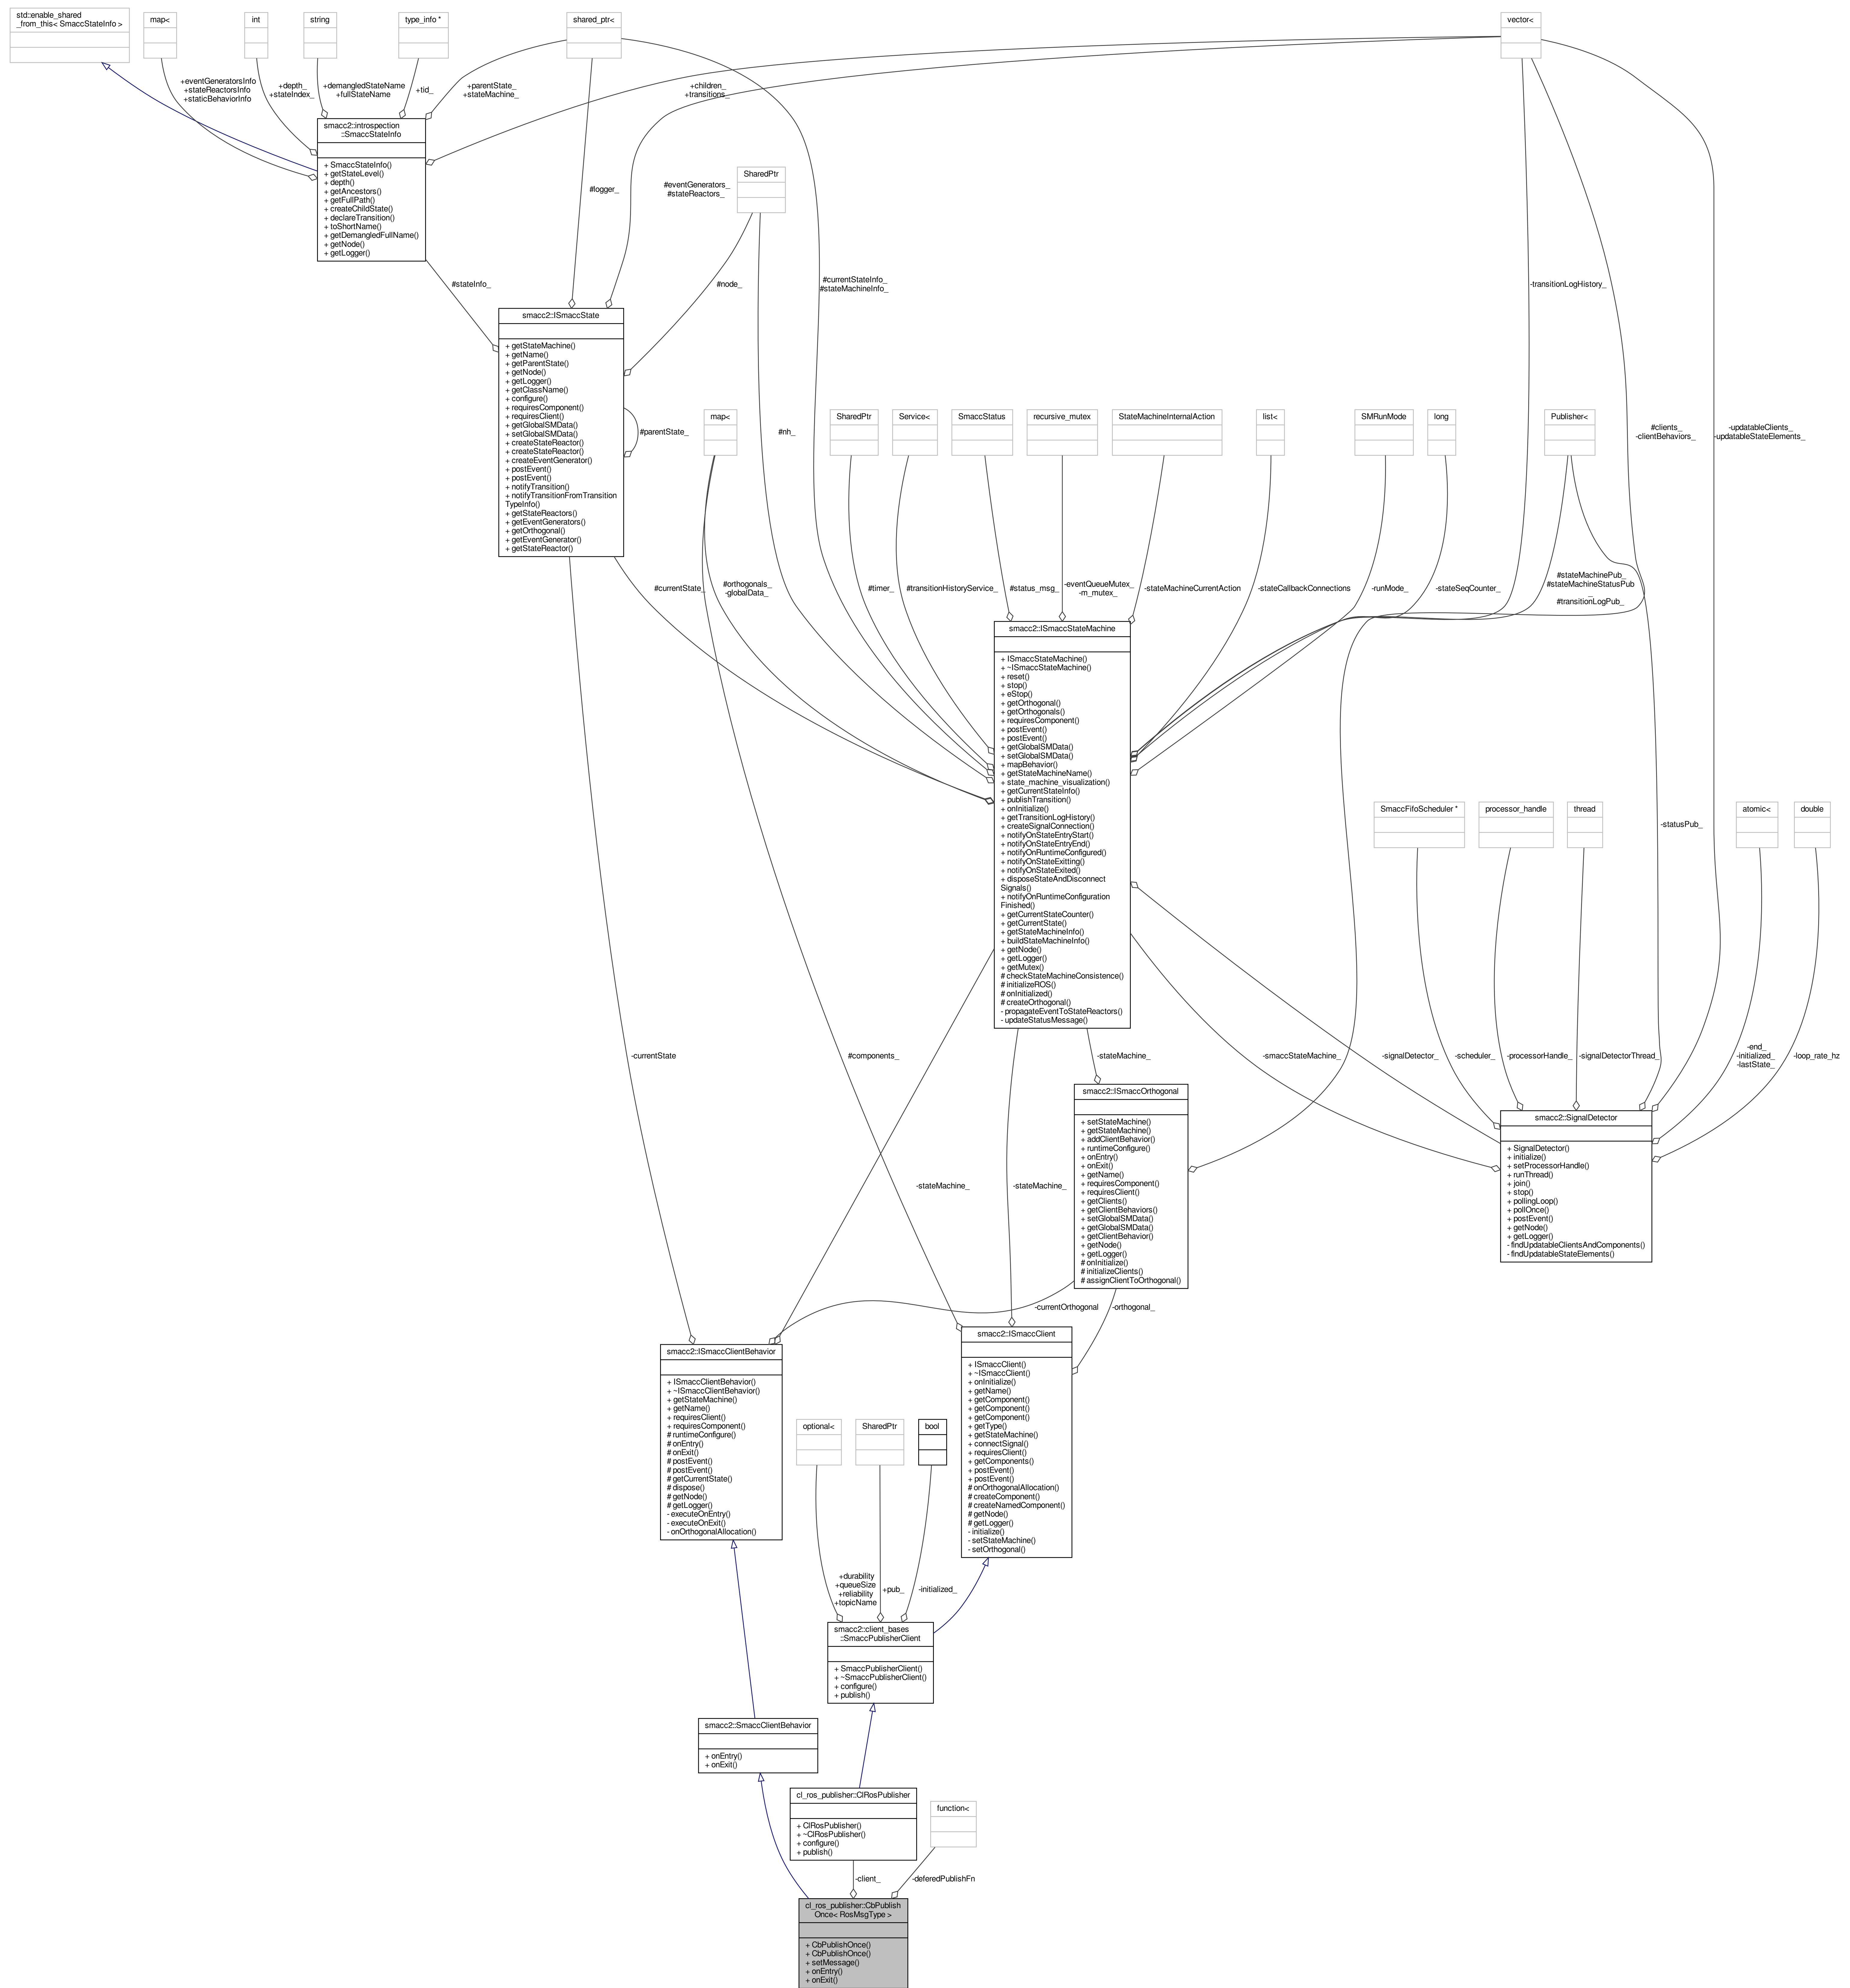 std::enable_shared
_from_this< SmaccStateInfo >
map<
int
string
type_info *
shared_ptr<
vector<
+eventGeneratorsInfo
+stateReactorsInfo
+staticBehaviorInfo
+depth_
+stateIndex_
+demangledStateName
+fullStateName
+tid_
+parentState_
+stateMachine_
+children_
+transitions_
smacc2::introspection
::SmaccStateInfo
+ SmaccStateInfo()
+ getStateLevel()
+ depth()
+ getAncestors()
+ getFullPath()
+ createChildState()
+ declareTransition()
+ toShortName()
+ getDemangledFullName()
+ getNode()
+ getLogger()
#logger_
#eventGenerators_
#stateReactors_
SharedPtr
#stateInfo_
#node_
#currentStateInfo_
#stateMachineInfo_
-transitionLogHistory_
smacc2::ISmaccState
+ getStateMachine()
+ getName()
+ getParentState()
+ getNode()
+ getLogger()
+ getClassName()
+ configure()
+ requiresComponent()
+ requiresClient()
+ getGlobalSMData()
+ setGlobalSMData()
+ createStateReactor()
+ createStateReactor()
+ createEventGenerator()
+ postEvent()
+ postEvent()
+ notifyTransition()
+ notifyTransitionFromTransition
TypeInfo()
+ getStateReactors()
+ getEventGenerators()
+ getOrthogonal()
+ getEventGenerator()
+ getStateReactor()
#parentState_
map<
#nh_
SharedPtr
Service<
SmaccStatus
recursive_mutex
StateMachineInternalAction
list<
SMRunMode
long
Publisher<
#clients_
-clientBehaviors_
-updatableClients_
-updatableStateElements_
#currentState_
#orthogonals_
-globalData_
#timer_
#transitionHistoryService_
#status_msg_
-eventQueueMutex_
-m_mutex_
-stateMachineCurrentAction
-stateCallbackConnections
-runMode_
-stateSeqCounter_
#stateMachinePub_
#stateMachineStatusPub
_
#transitionLogPub_
smacc2::ISmaccStateMachine
+ ISmaccStateMachine()
+ ~ISmaccStateMachine()
+ reset()
+ stop()
+ eStop()
+ getOrthogonal()
+ getOrthogonals()
+ requiresComponent()
+ postEvent()
+ postEvent()
+ getGlobalSMData()
+ setGlobalSMData()
+ mapBehavior()
+ getStateMachineName()
+ state_machine_visualization()
+ getCurrentStateInfo()
+ publishTransition()
+ onInitialize()
+ getTransitionLogHistory()
+ createSignalConnection()
+ notifyOnStateEntryStart()
+ notifyOnStateEntryEnd()
+ notifyOnRuntimeConfigured()
+ notifyOnStateExitting()
+ notifyOnStateExited()
+ disposeStateAndDisconnect
Signals()
+ notifyOnRuntimeConfiguration
Finished()
+ getCurrentStateCounter()
+ getCurrentState()
+ getStateMachineInfo()
+ buildStateMachineInfo()
+ getNode()
+ getLogger()
+ getMutex()
# checkStateMachineConsistence()
# initializeROS()
# onInitialized()
# createOrthogonal()
- propagateEventToStateReactors()
- updateStatusMessage()
SmaccFifoScheduler *
processor_handle
thread
-statusPub_
atomic<
double
-currentState
#components_
-stateMachine_
-smaccStateMachine_
-signalDetector_
-scheduler_
-processorHandle_
-signalDetectorThread_
-end_
-initialized_
-lastState_
-loop_rate_hz
smacc2::ISmaccOrthogonal
+ setStateMachine()
+ getStateMachine()
+ addClientBehavior()
+ runtimeConfigure()
+ onEntry()
+ onExit()
+ getName()
+ requiresComponent()
+ requiresClient()
+ getClients()
+ getClientBehaviors()
+ setGlobalSMData()
+ getGlobalSMData()
+ getClientBehavior()
+ getNode()
+ getLogger()
# onInitialize()
# initializeClients()
# assignClientToOrthogonal()
smacc2::SignalDetector
+ SignalDetector()
+ initialize()
+ setProcessorHandle()
+ runThread()
+ join()
+ stop()
+ pollingLoop()
+ pollOnce()
+ postEvent()
+ getNode()
+ getLogger()
- findUpdatableClientsAndComponents()
- findUpdatableStateElements()
-stateMachine_
-stateMachine_
-currentOrthogonal
-orthogonal_
smacc2::ISmaccClientBehavior
+ ISmaccClientBehavior()
+ ~ISmaccClientBehavior()
+ getStateMachine()
+ getName()
+ requiresClient()
+ requiresComponent()
# runtimeConfigure()
# onEntry()
# onExit()
# postEvent()
# postEvent()
# getCurrentState()
# dispose()
# getNode()
# getLogger()
- executeOnEntry()
- executeOnExit()
- onOrthogonalAllocation()
smacc2::ISmaccClient
+ ISmaccClient()
+ ~ISmaccClient()
+ onInitialize()
+ getName()
+ getComponent()
+ getComponent()
+ getComponent()
+ getType()
+ getStateMachine()
+ connectSignal()
+ requiresClient()
+ getComponents()
+ postEvent()
+ postEvent()
# onOrthogonalAllocation()
# createComponent()
# createNamedComponent()
# getNode()
# getLogger()
- initialize()
- setStateMachine()
- setOrthogonal()
optional<
SharedPtr
bool
+durability
+queueSize
+reliability
+topicName
+pub_
-initialized_
smacc2::client_bases
::SmaccPublisherClient
+ SmaccPublisherClient()
+ ~SmaccPublisherClient()
+ configure()
+ publish()
smacc2::SmaccClientBehavior
+ onEntry()
+ onExit()
cl_ros_publisher::ClRosPublisher
+ ClRosPublisher()
+ ~ClRosPublisher()
+ configure()
+ publish()
function<
-client_
-deferedPublishFn
cl_ros_publisher::CbPublish
Once< RosMsgType >
+ CbPublishOnce()
+ CbPublishOnce()
+ setMessage()
+ onEntry()
+ onExit()